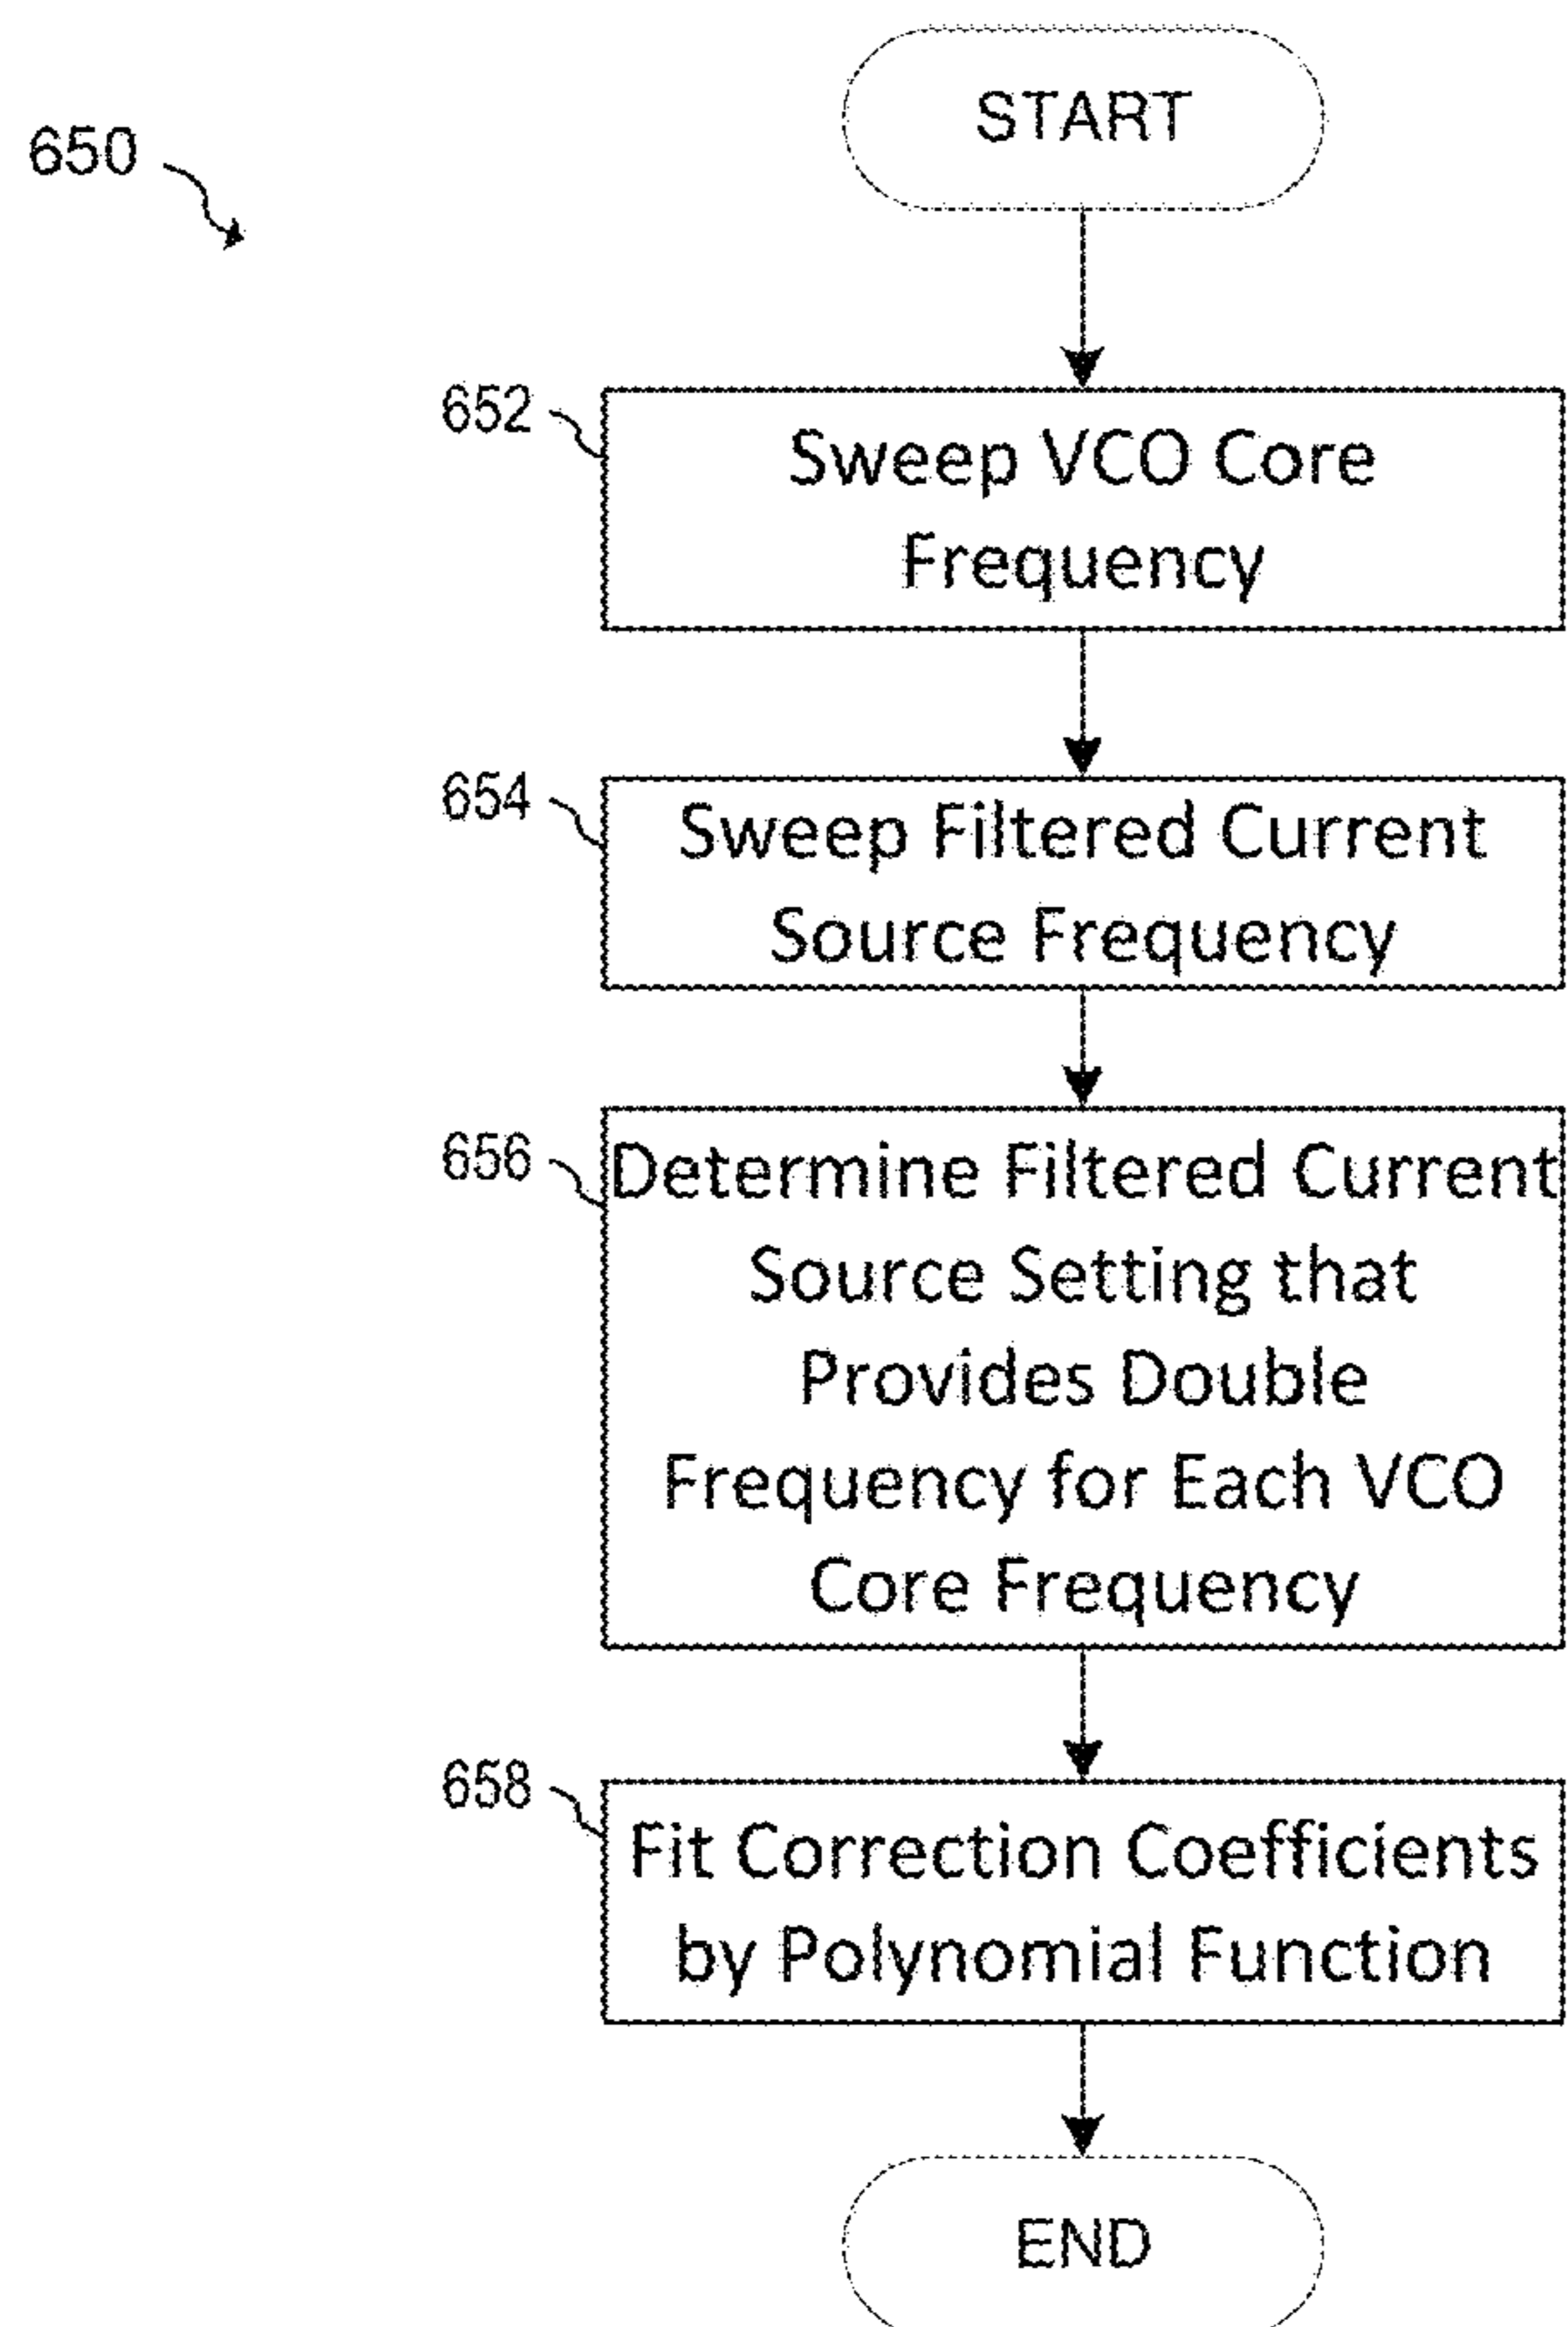 START
650
652
Sweep VCO Core
Frequency
654
Sweep Filtered Current
Source Frequency
656
Determine Filtered Current
Source Setting that
Provides Double
Frequency for Each VCO
Core Frequency
658
Fit Correction Coefficients
by Polynomial Function
END